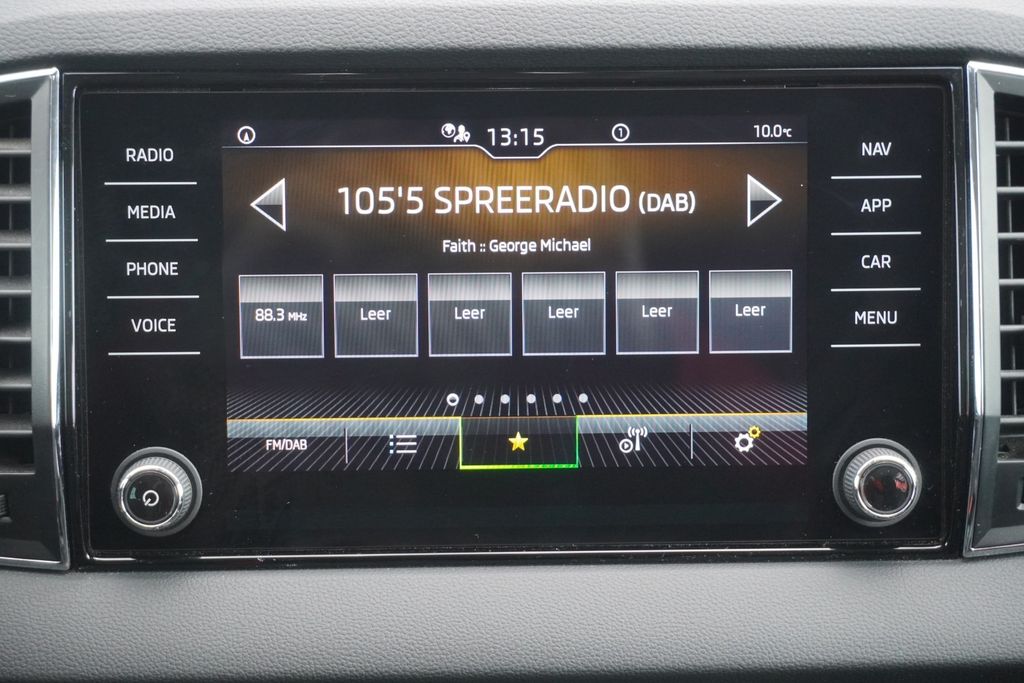 RADIO
MEDIA
PHONE
VOICE
13:15
1
10.0°C
105'5 SPREERADIO (DAB)
Faith :: George Michael
88.3 MHz
Leer
Leer
Leer
Leer
Leer
FM/DAB
NAV
APP
CAR
MENU